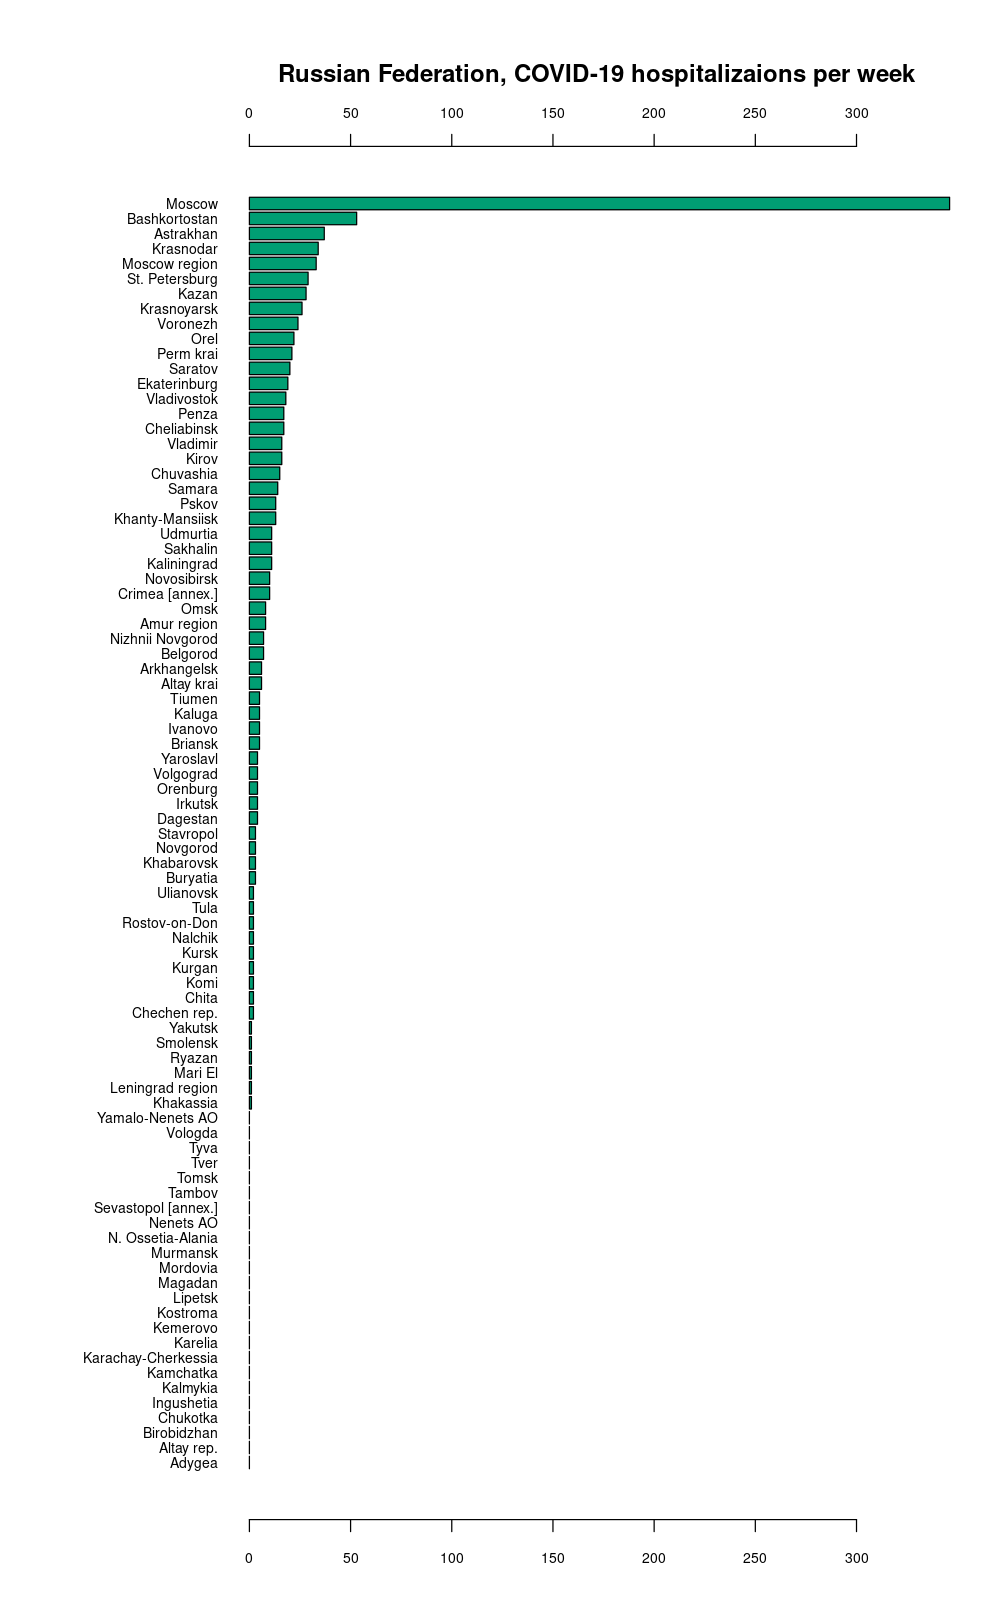 Russian Federation, COVID-19 hospitalizaions per week
0 50 100 150 200 250 300
Moscow
Bashkortostan
Astrakhan
Krasnodar
Moscow region
St. Petersburg
Kazan
Krasnoyarsk
Voronezh
Orel
Perm krai
Saratov
Ekaterinburg
Vladivostok
Penza
Cheliabinsk
Vladimir
Kirov
Chuvashia
Samara
Pskov
Khanty-Mansiisk
Udmurtia
Sakhalin
Kaliningrad
Novosibirsk
Crimea [annex.]
Omsk
Amur region
Nizhnii Novgorod
Belgorod
Arkhangelsk
Altay krai
Tiumen
Kaluga
Ivanovo
Briansk
Yaroslavl
Volgograd
Orenburg
Irkutsk
Dagestan
Stavropol
Novgorod
Khabarovsk
Buryatia
Ulianovsk
Tula
Rostov-on-Don
Nalchik
Kursk
Kurgan
Komi
Chita
Chechen rep.
Yakutsk
Smolensk
Ryazan
Mari El
Leningrad region
Khakassia
Yamalo-Nenets AO
Vologda
Tyva
Tver
Tomsk
Tambov
Sevastopol [annex.]
Nenets AO
N. Ossetia-Alania
Murmansk
Mordovia
Magadan
Lipetsk
Kostroma
Kemerovo
Karelia
Karachay-Cherkessia
Kamchatka
Kalmykia
Ingushetia
Chukotka
Birobidzhan
Altay rep.
Adygea
0 50 100 150 200 250 300